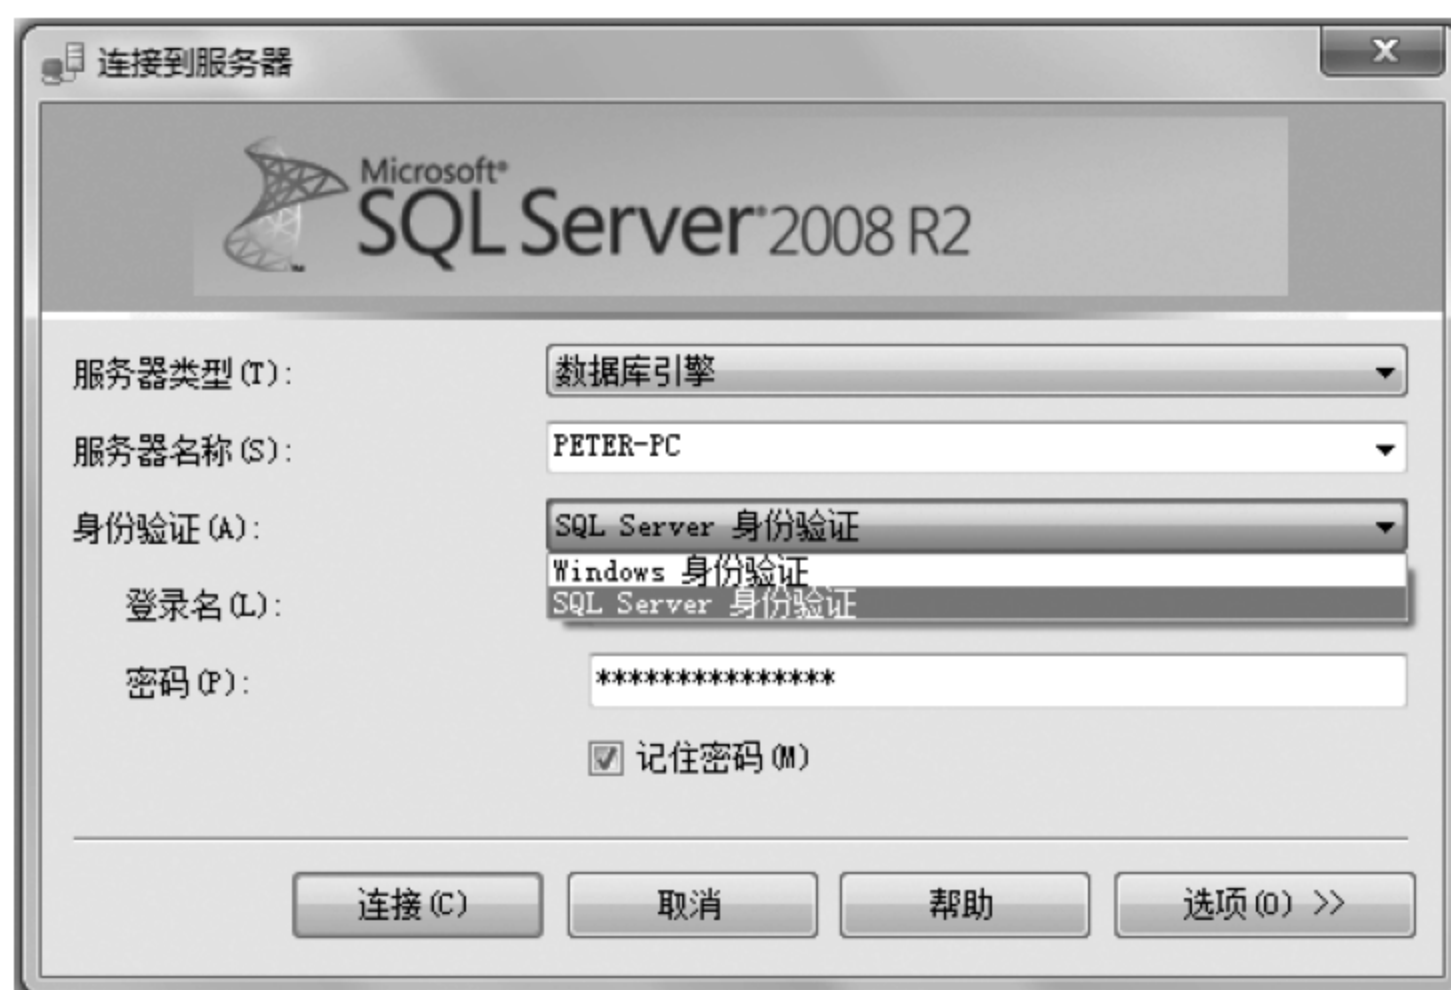 连接到服务器
x
Microsoft®
SQL Server® 2008 R2
™
服务器类型(T):
数据库引擎
服务器名称(S):
PETER-PC
身份验证(A):
SQL Server 身份验证
Windows 身份验证
登录名(L):
SQL Server 身份验证
密码(P):
***************
记住密码(M)
连接(C)
取消
帮助
选项(O) >>